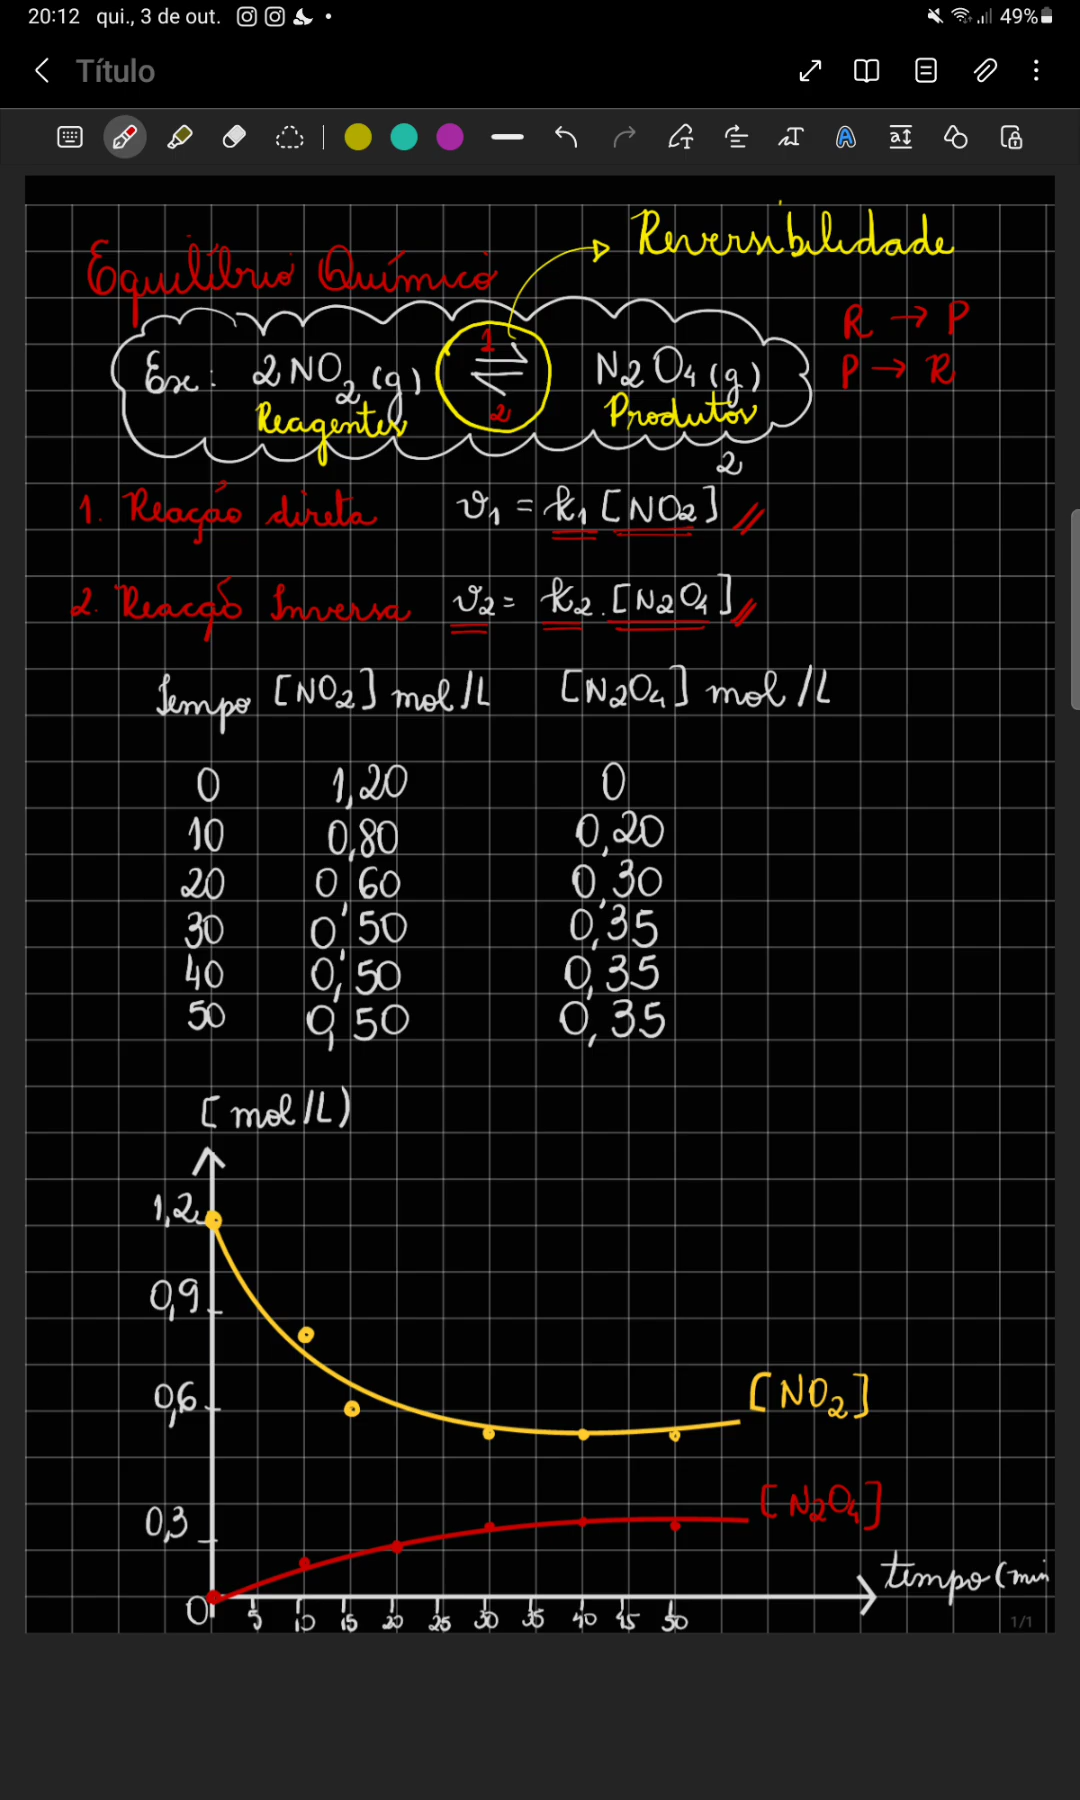 20:12 qui., 3 de out. 49%
Título
Equilíbrio Químico
Reversibilidade
Ex: 2NO2(g) 1 ⇌ 2 N2O4(g)
Reagentes Produtos
R → P
P → R
1. Reação direta v1 = k1 [NO2]²
2. Reacção Inversa v2 = k2 . [N2O4]
Tempo [NO2] mol/L [N2O4] mol/L
0 1,20 0
10 0,80 0,20
20 0,60 0,30
30 0,50 0,35
40 0,50 0,35
50 0,50 0,35
[mol/L)
1,2
0,9
0,6
[NO2]
0,3
[N2O4]
tempo (min
0 5 10 15 20 25 30 35 40 45 50
1/1